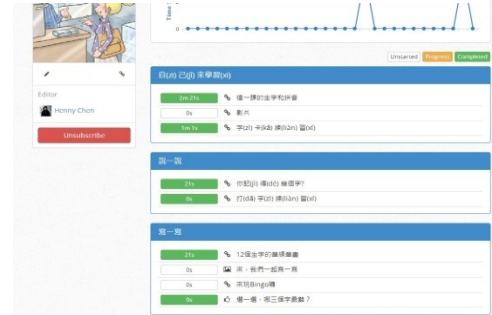 Time S
0
Unstarted Progress Completed
Editor
Henny Chen
Unsubscribe
自(zì) 己(jǐ) 來學習(xí)
2m 21s 這一課的生字和拼音
0s 影片
1m 1s 字(zì) 卡(kǎ) 練(liàn) 習(xí)
說一說
21s 你記(jì) 得(dé) 幾個字?
0s 打(dǎ) 字(zì) 練(liàn) 習(xí)
寫一寫
21s 12個生字的筆順筆畫
0s 來，我們一起寫一寫
0s 來玩Bingo囉
0s 選一選，哪三個字最難？